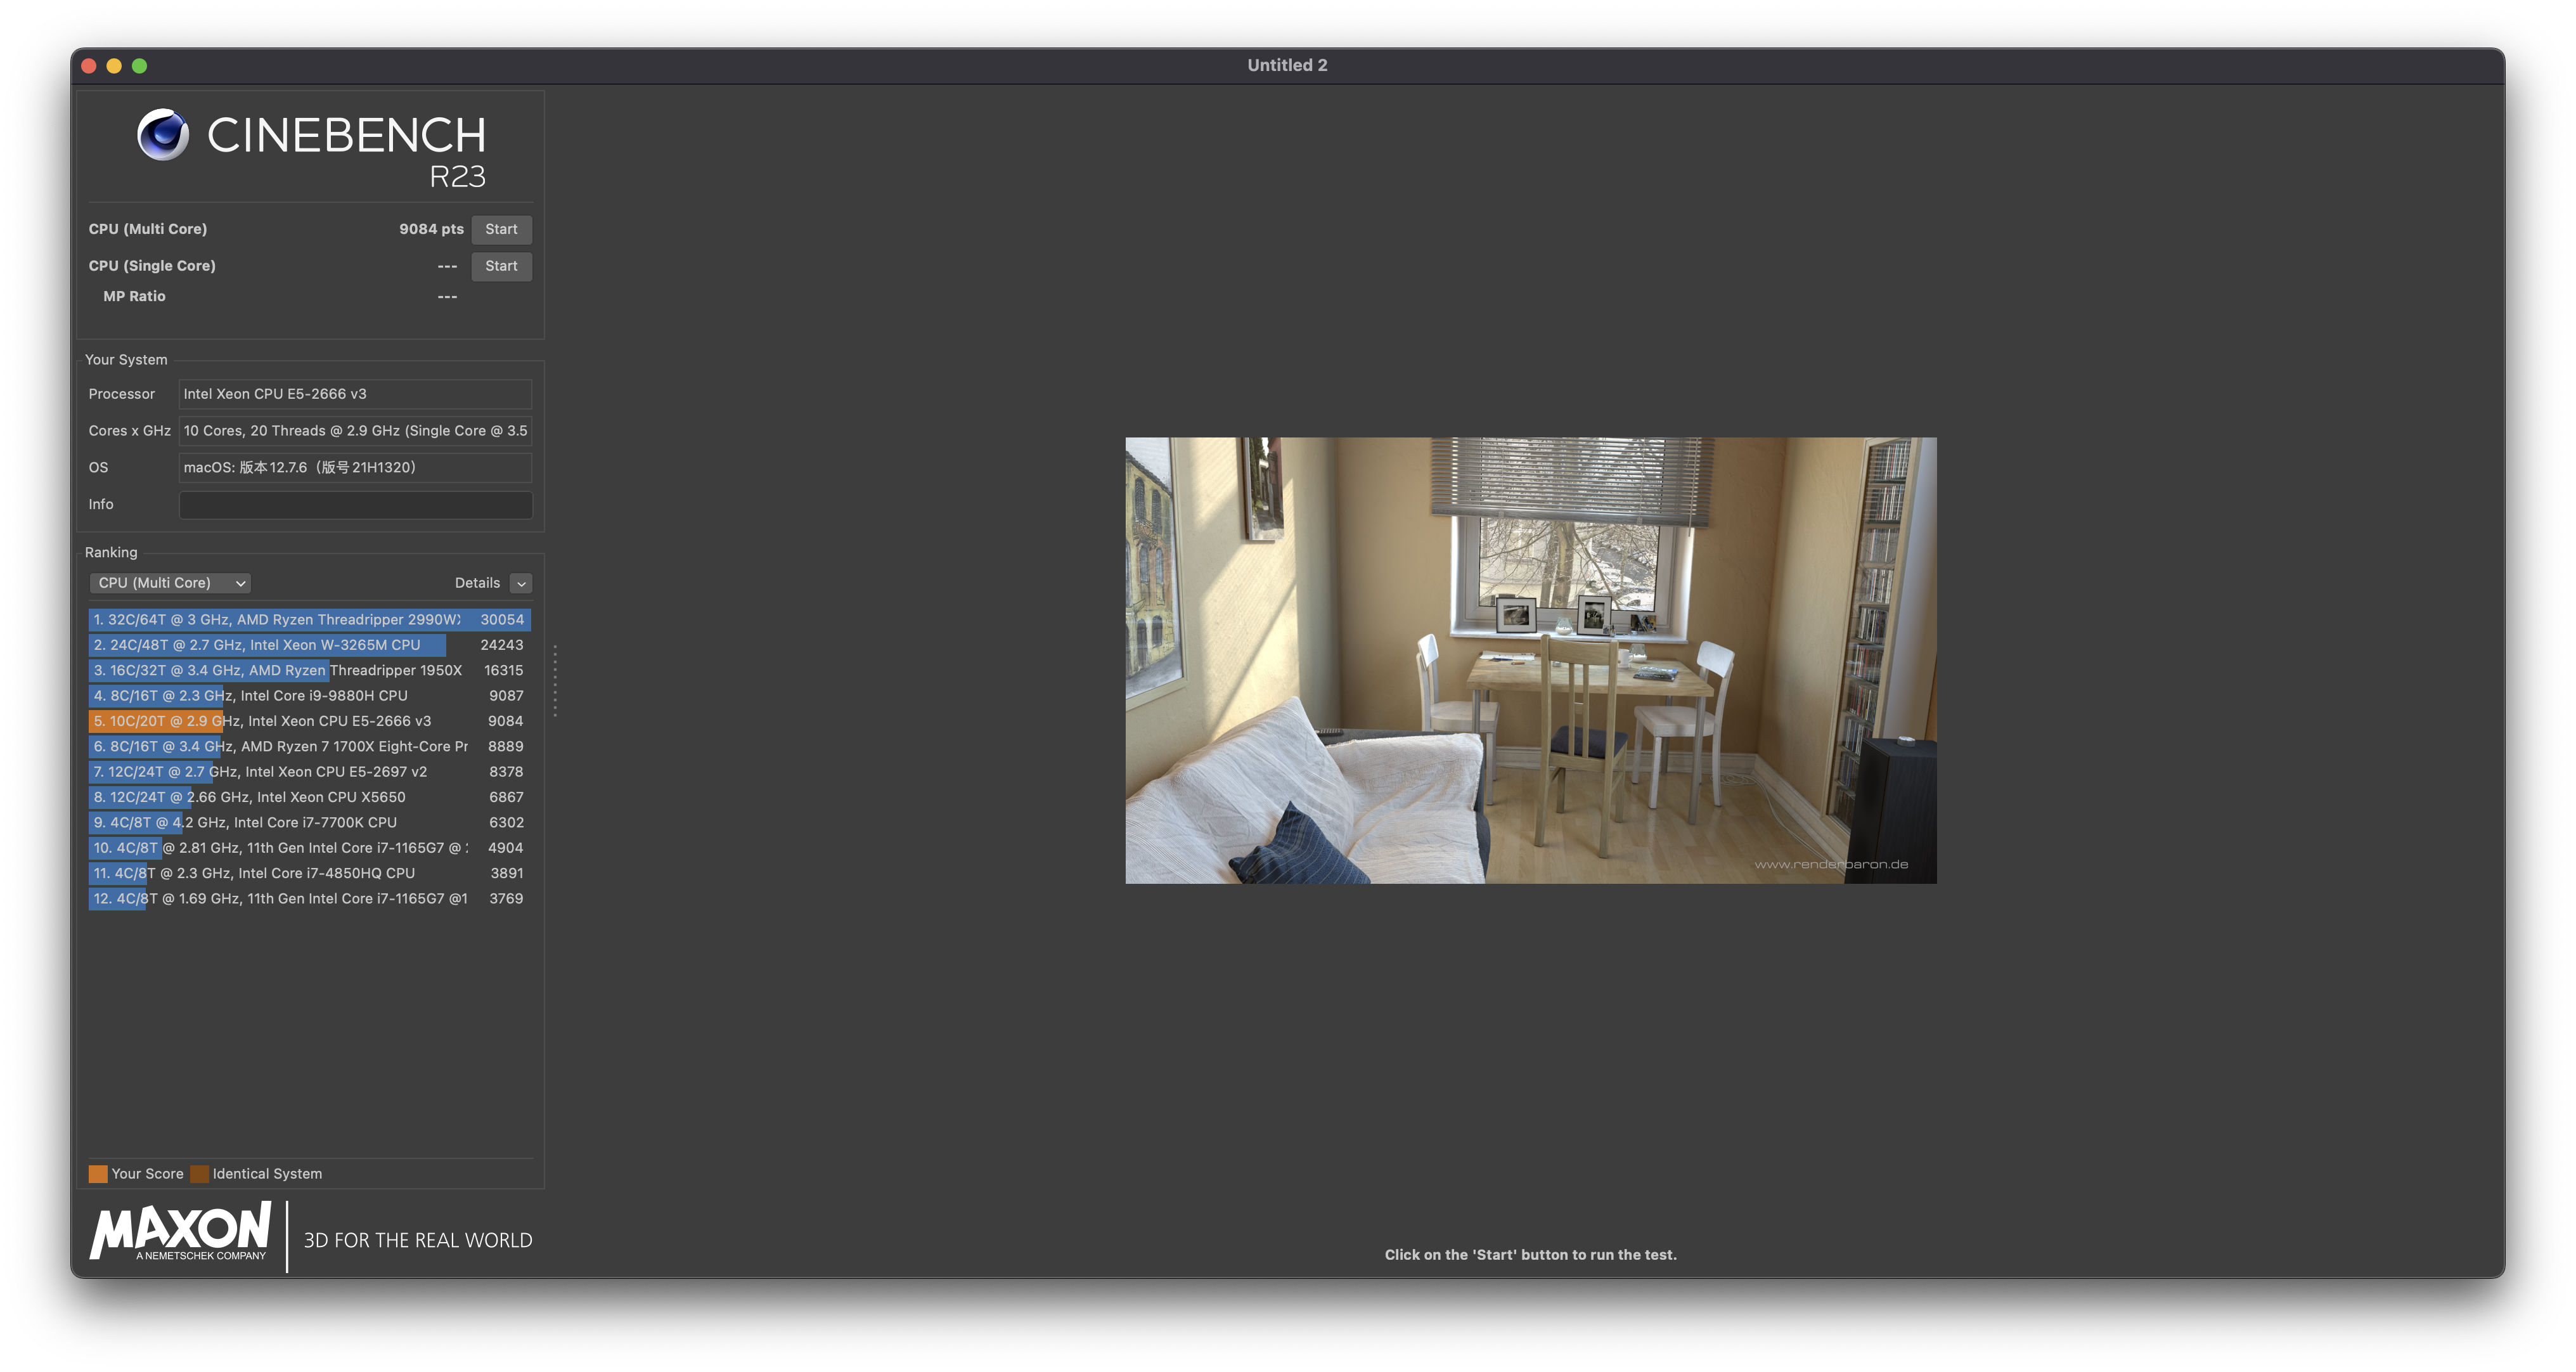 Untitled 2
CINEBENCH
R23
CPU (Multi Core) 9084 pts Start
CPU (Single Core) --- Start
MP Ratio ---
Your System
Processor Intel Xeon CPU E5-2666 v3
Cores x GHz 10 Cores, 20 Threads @ 2.9 GHz (Single Core @ 3.5
OS macOS: 版本12.7.6（版号21H1320）
Info
Ranking
CPU (Multi Core) Details
1. 32C/64T @ 3 GHz, AMD Ryzen Threadripper 2990WX 30054
2. 24C/48T @ 2.7 GHz, Intel Xeon W-3265M CPU 24243
3. 16C/32T @ 3.4 GHz, AMD Ryzen Threadripper 1950X 16315
4. 8C/16T @ 2.3 GHz, Intel Core i9-9880H CPU 9087
5. 10C/20T @ 2.9 GHz, Intel Xeon CPU E5-2666 v3 9084
6. 8C/16T @ 3.4 GHz, AMD Ryzen 7 1700X Eight-Core Pr 8889
7. 12C/24T @ 2.7 GHz, Intel Xeon CPU E5-2697 v2 8378
8. 12C/24T @ 2.66 GHz, Intel Xeon CPU X5650 6867
9. 4C/8T @ 4.2 GHz, Intel Core i7-7700K CPU 6302
10. 4C/8T @ 2.81 GHz, 11th Gen Intel Core i7-1165G7 @ 4904
11. 4C/8T @ 2.3 GHz, Intel Core i7-4850HQ CPU 3891
12. 4C/8T @ 1.69 GHz, 11th Gen Intel Core i7-1165G7 @1 3769
Your Score Identical System
MAXON
A NEMETSCHEK COMPANY
3D FOR THE REAL WORLD
www.renderbaron.de
Click on the 'Start' button to run the test.